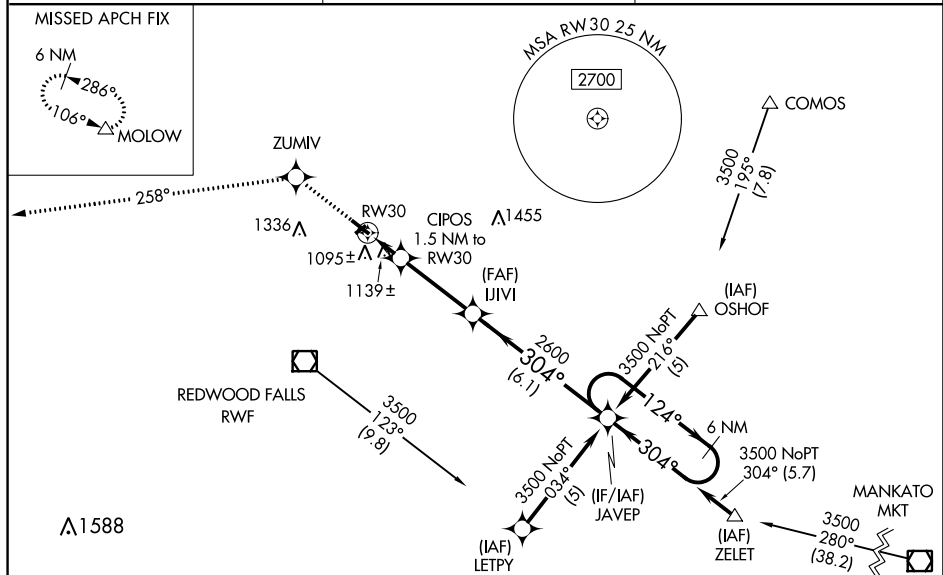 MISSED APCH FIX
6 NM
286°
106°
MOLOW
MSA RW30 25 NM
2700
COMOS
3500
195°
(7.8)
ZUMIV
258°
1336
RW30
CIPOS
1.5 NM to
RW30
1455
1095±
1139±
(FAF)
IJIVI
(IAF)
OSHOF
2600
304°
(6.1)
3500 NoPT
216°
(5)
REDWOOD FALLS
RWF
3500
123°
(9.8)
124°
6 NM
304°
3500 NoPT
304° (5.7)
3500 NoPT
034°
(5)
(IF/IAF)
JAVEP
MANKATO
MKT
3500
280°
(38.2)
1588
(IAF)
LETPY
(IAF)
ZELET